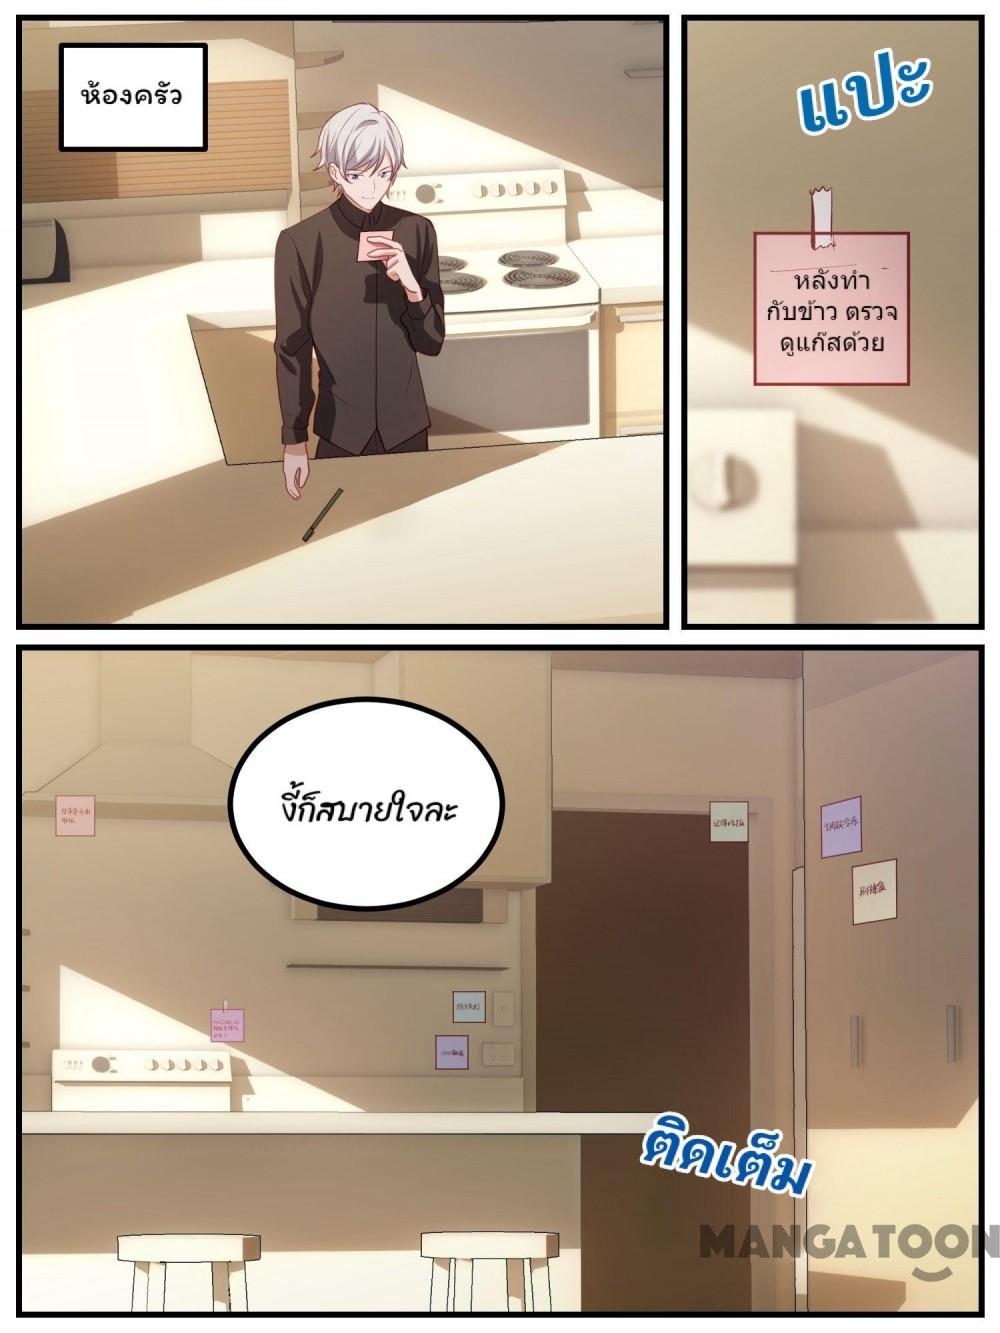 ห้องครัว
แปะ
หลังทำ
กับข้าว ตรวจ
ดูแก๊สด้วย
งี้ก็สบายใจละ
ติดเต็ม
MANGATOON